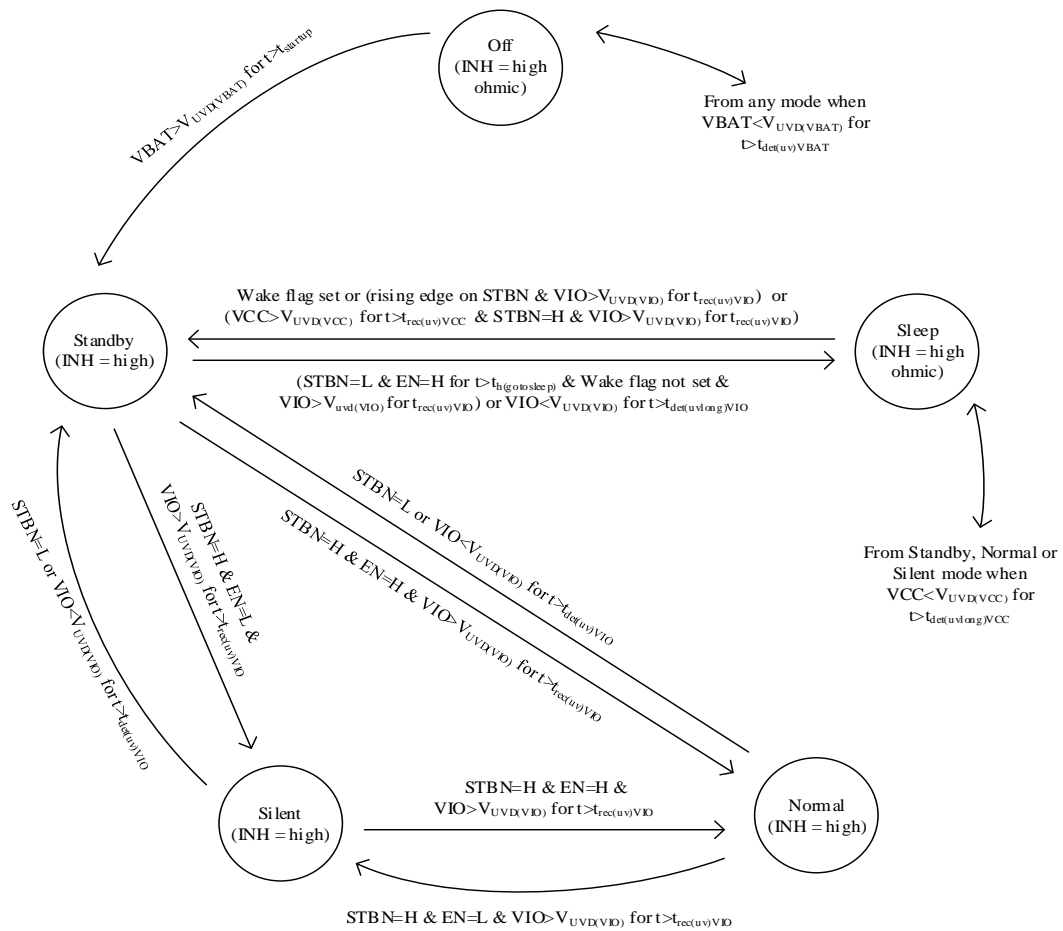 Off
(INH = high
ohmic)
VBAT>VUVD(VBAT) for t>tstartup
From any mode when
VBAT<VUVD(VBAT) for
t>tdet(uv)VBAT
Wake flag set or (rising edge on STBN & VIO>VUVD(VIO) for trec(uv)VIO) or
(VCC>VUVD(VCC) for t>trec(uv)VCC & STBN=H & VIO>VUVD(VIO) for trec(uv)VIO)
Standby
(INH = high)
Sleep
(INH = high
ohmic)
(STBN=L & EN=H for t>th(gotosleep) & Wake flag not set &
VIO>Vuvd(VIO) for trec(uv)VIO) or VIO<VUVD(VIO) for t>tdet(uvlong)VIO
STBN=L or VIO<VUVD(VIO) for t>tdet(uv)VIO
STBN=H & EN=L &
VIO>VUVD(VIO) for t>trec(uv)VIO
STBN=L or VIO<VUVD(VIO) for t>tdet(uv)VIO
STBN=H & EN=H & VIO>VUVD(VIO) for t>trec(uv)VIO
From Standby, Normal or
Silent mode when
VCC<VUVD(VCC) for
t>tdet(uvlong)VCC
Silent
(INH = high)
STBN=H & EN=H &
VIO>VUVD(VIO) for t>trec(uv)VIO
Normal
(INH = high)
STBN=H & EN=L & VIO>VUVD(VIO) for t>trec(uv)VIO